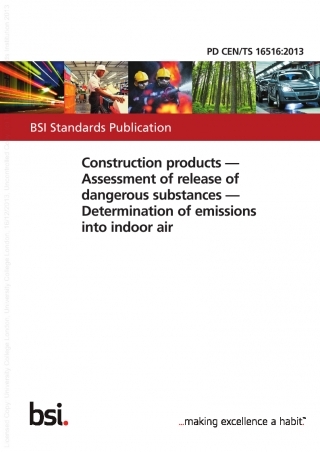 PD CEN/TS 16516:2013
BSI Standards Publication
Construction products —
Assessment of release of
dangerous substances —
Determination of emissions
into indoor air
bsi.
...making excellence a habit.™